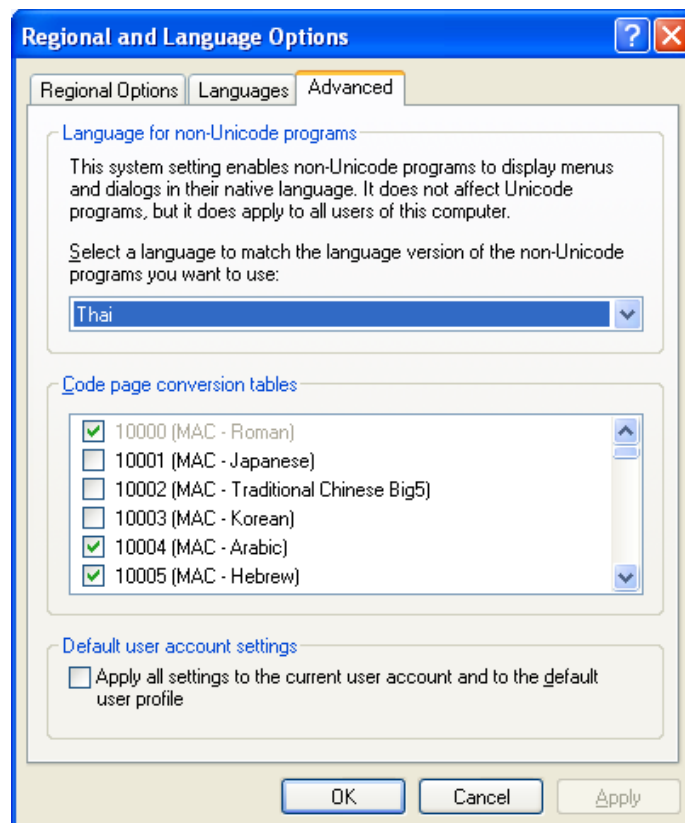 Regional and Language Options
Regional Options Languages Advanced
Language for non-Unicode programs
This system setting enables non-Unicode programs to display menus
and dialogs in their native language. It does not affect Unicode
programs, but it does apply to all users of this computer.
Select a language to match the language version of the non-Unicode
programs you want to use:
Thai
Code page conversion tables
10000 (MAC - Roman)
10001 (MAC - Japanese)
10002 (MAC - Traditional Chinese Big5)
10003 (MAC - Korean)
10004 (MAC - Arabic)
10005 (MAC - Hebrew)
Default user account settings
Apply all settings to the current user account and to the default
user profile
OK Cancel Apply